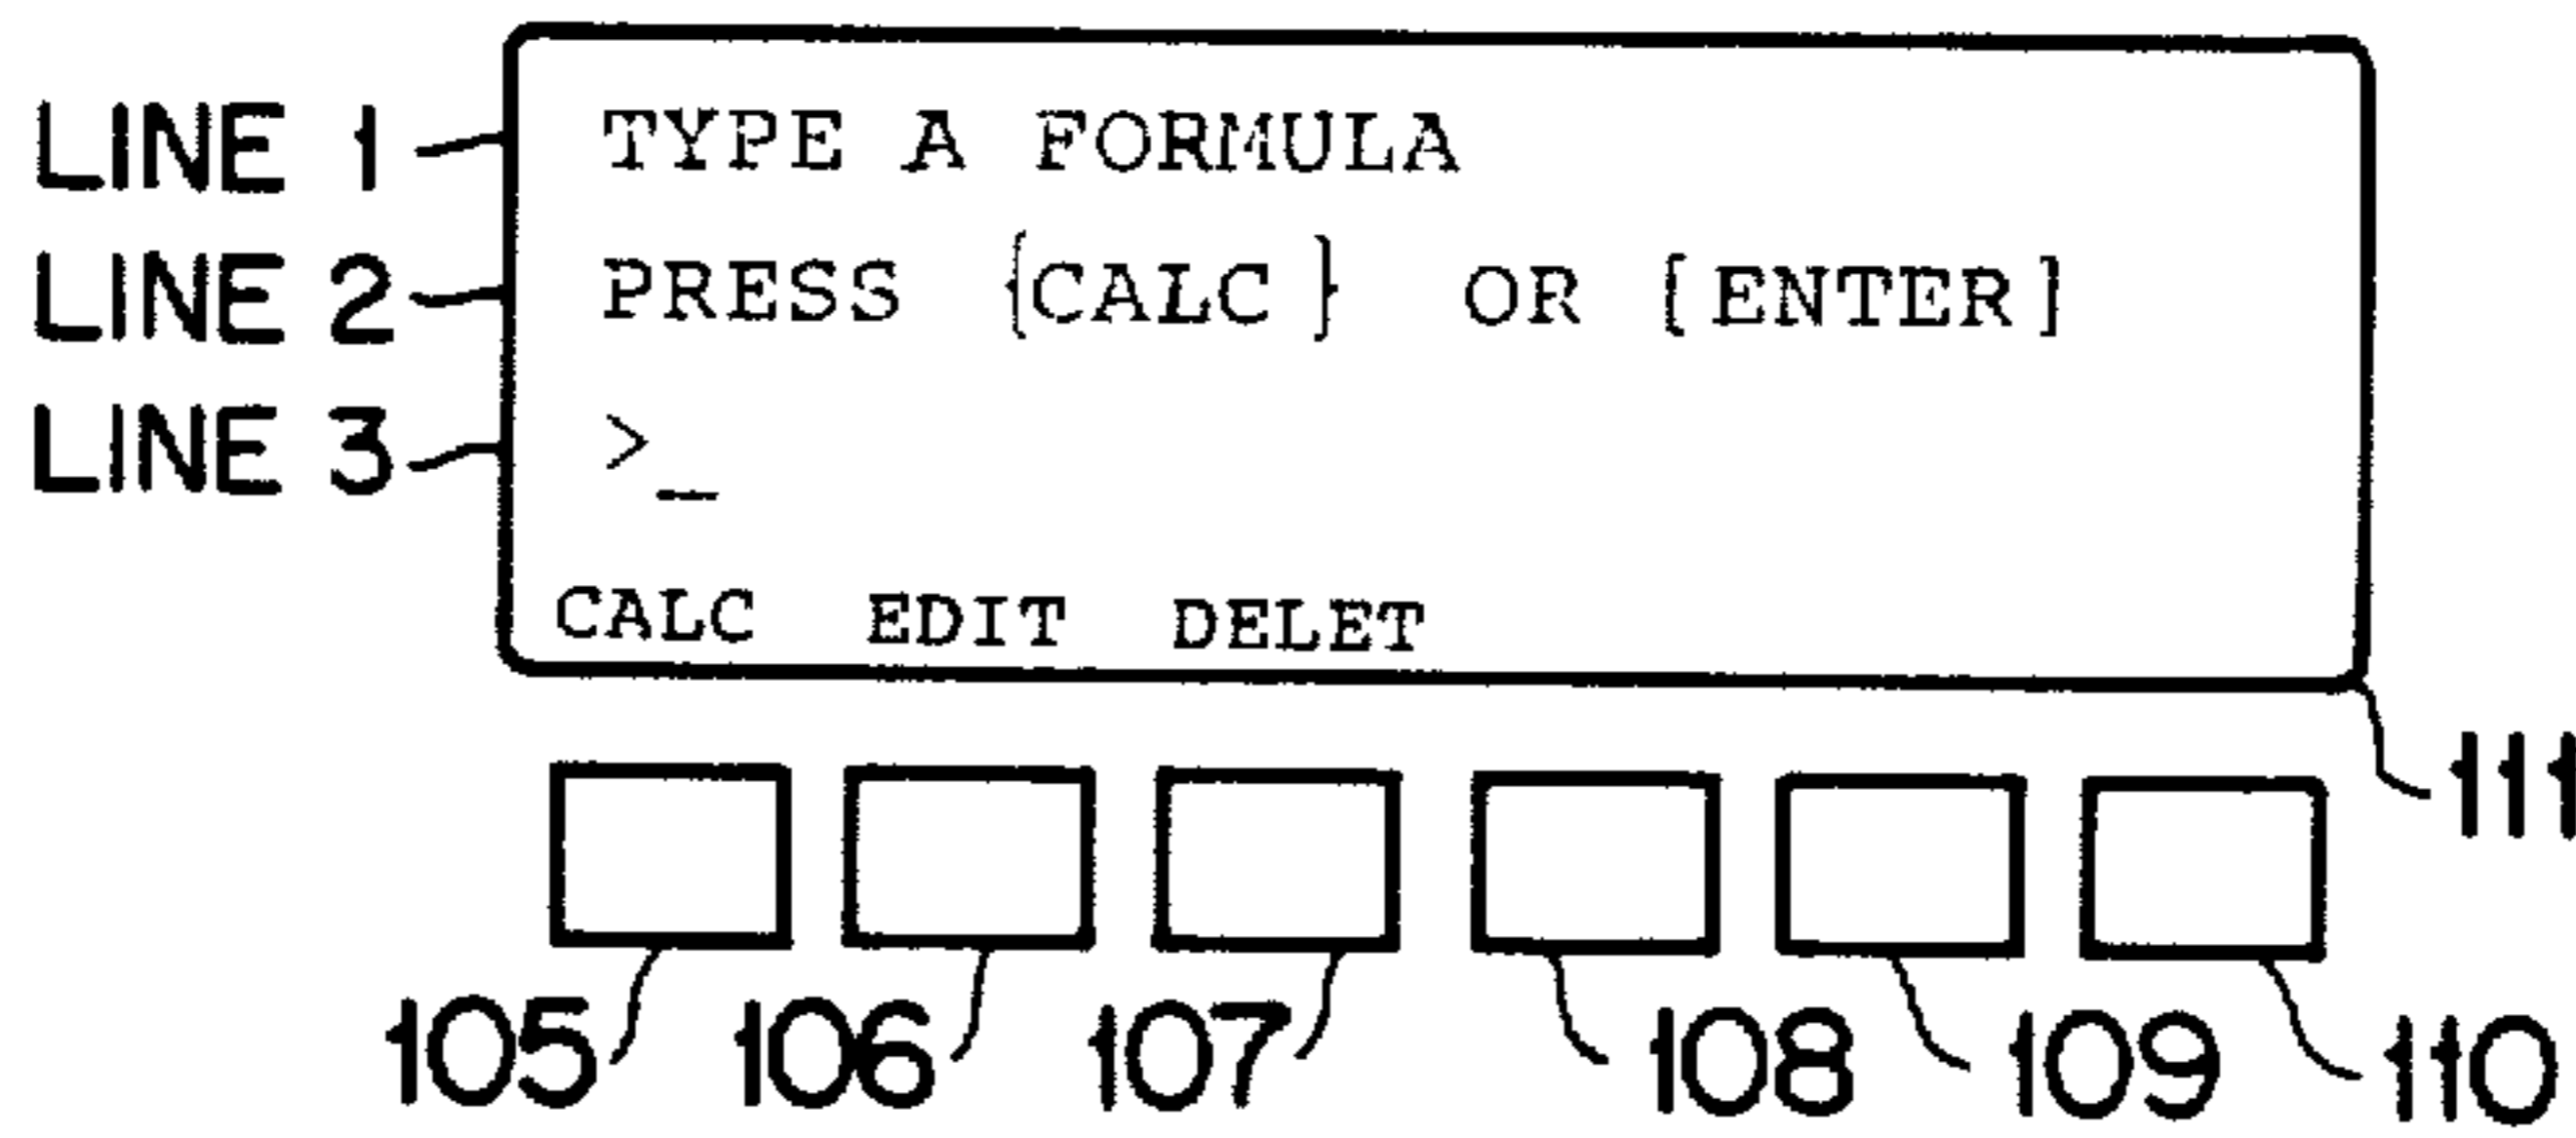 LINE 1 TYPE A FORMULA
LINE 2 PRESS {CALC } OR [ENTER]
LINE 3 >_
CALC EDIT DELET
111
105 106 107 108 109 110